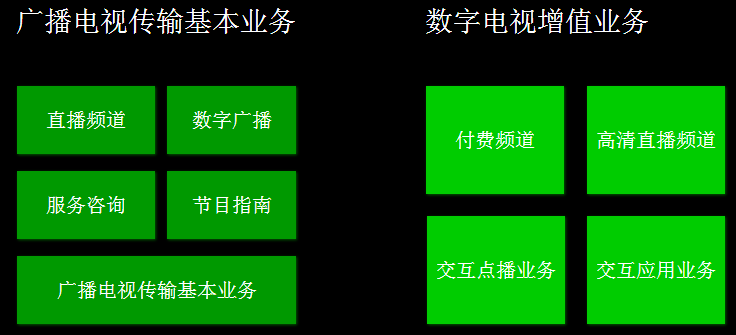 广播电视传输基本业务
数字电视增值业务
直播频道
数字广播
服务咨询
节目指南
广播电视传输基本业务
付费频道
高清直播频道
交互点播业务
交互应用业务